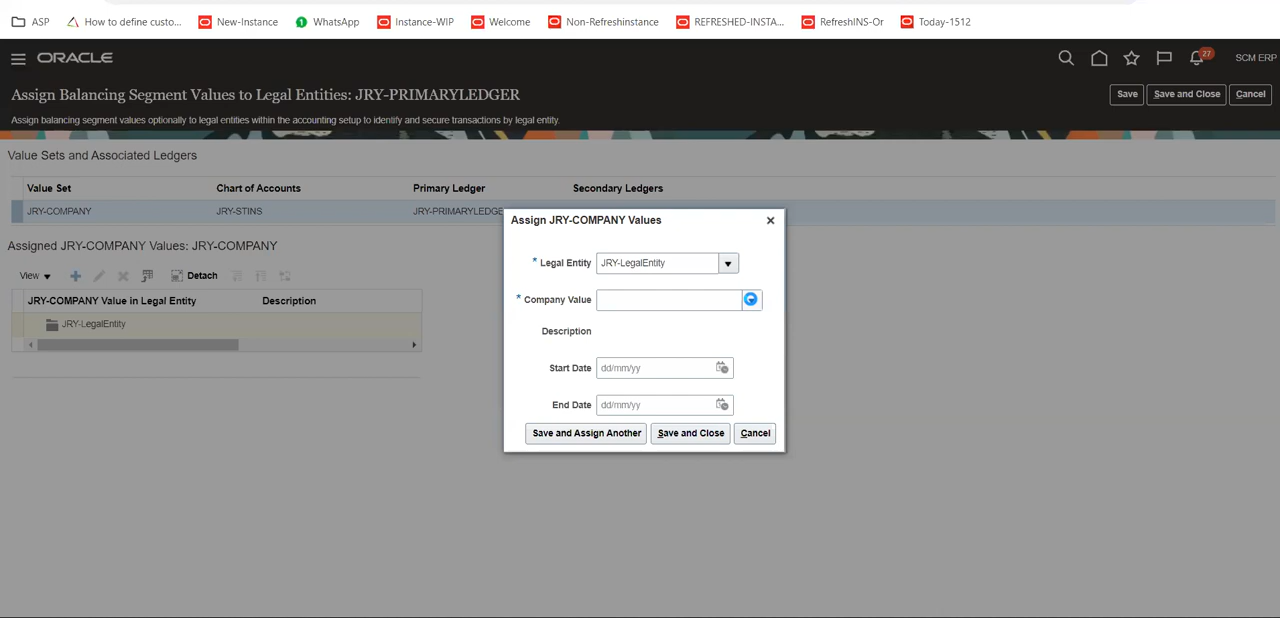 ASP How to define custo... New-Instance WhatsApp Instance-WIP Welcome Non-Refreshinstance REFRESHED-INSTA... RefreshINS-Or Today-1512
ORACLE 27 SCM ERP
Assign Balancing Segment Values to Legal Entities: JRY-PRIMARYLEDGER Save Save and Close Cancel
Assign balancing segment values optionally to legal entities within the accounting setup to identify and secure transactions by legal entity.
Value Sets and Associated Ledgers
Value Set Chart of Accounts Primary Ledger Secondary Ledgers
JRY-COMPANY JRY-STINS JRY-PRIMARYLEDGE
Assigned JRY-COMPANY Values: JRY-COMPANY
View Detach
JRY-COMPANY Value in Legal Entity Description
JRY-LegalEntity
Assign JRY-COMPANY Values
* Legal Entity JRY-LegalEntity
* Company Value
Description
Start Date dd/mm/yy
End Date dd/mm/yy
Save and Assign Another Save and Close Cancel